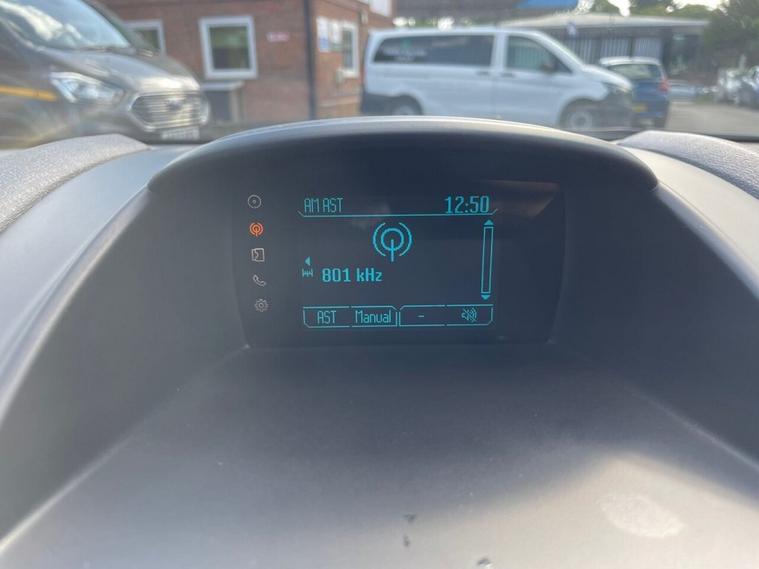 AM AST 12:50
801 kHz
AST Manual -